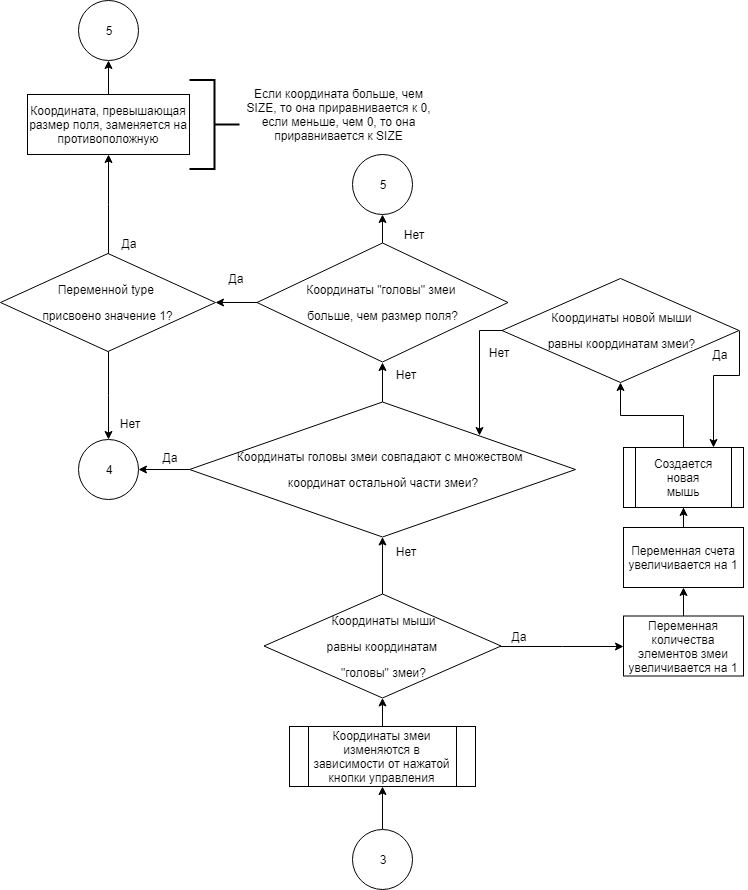 5
Координата, превышающая
размер поля, заменяется на
противоположную
Если координата больше, чем
SIZE, то она приравнивается к 0,
если меньше, чем 0, то она
приравнивается к SIZE
5
Да
Нет
Переменной type
присвоено значение 1?
Да
Координаты "головы" змеи
больше, чем размер поля?
Координаты новой мыши
равны координатам змеи?
Нет
Да
Нет
Нет
4
Да
Координаты головы змеи совпадают с множеством
координат остальной части змеи?
Создается
новая
мышь
Нет
Переменная счета
увеличивается на 1
Координаты мыши
равны координатам
"головы" змеи?
Да
Переменная
количества
элементов змеи
увеличивается на 1
Координаты змеи
изменяются в
зависимости от нажатой
кнопки управления
3